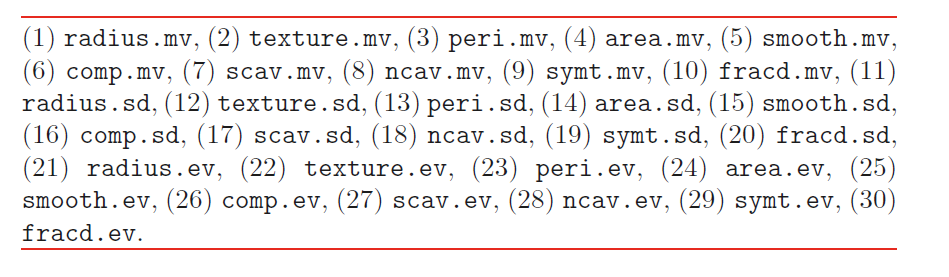 (1) radius.mv, (2) texture.mv, (3) peri.mv, (4) area.mv, (5) smooth.mv,
(6) comp.mv, (7) scav.mv, (8) ncav.mv, (9) symt.mv, (10) fracd.mv, (11)
radius.sd, (12) texture.sd, (13) peri.sd, (14) area.sd, (15) smooth.sd,
(16) comp.sd, (17) scav.sd, (18) ncav.sd, (19) symt.sd, (20) fracd.sd,
(21) radius.ev, (22) texture.ev, (23) peri.ev, (24) area.ev, (25)
smooth.ev, (26) comp.ev, (27) scav.ev, (28) ncav.ev, (29) symt.ev, (30)
fracd.ev.